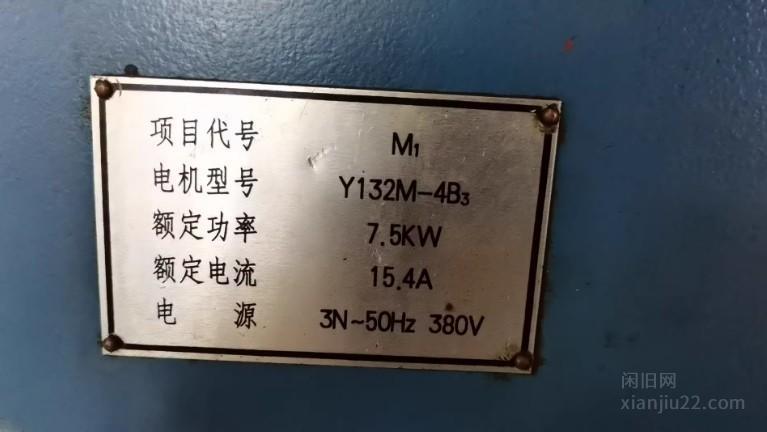 项目代号 M₁
电机型号 Y132M-4B₃
额定功率 7.5KW
额定电流 15.4A
电 源 3N~50Hz 380V
闲旧网
xianjiu22.com